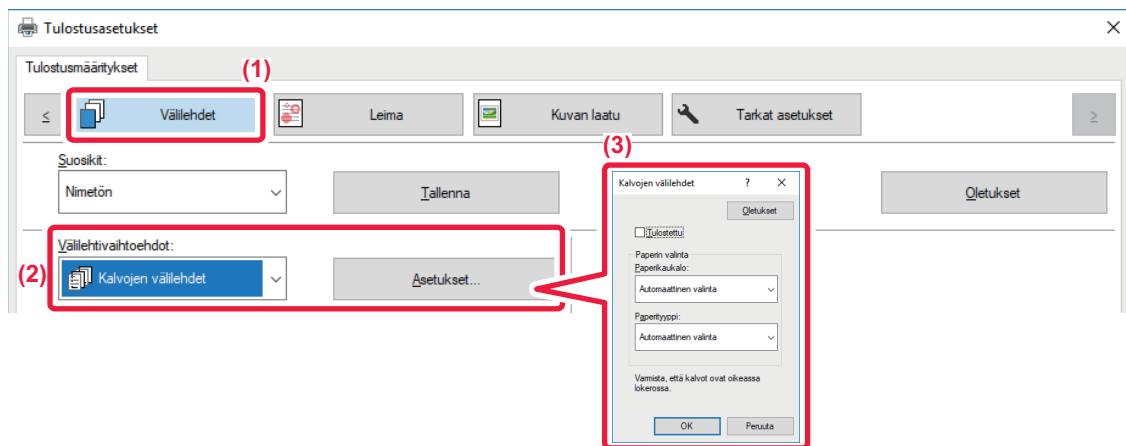 Tulostusasetukset
Tulostusmääritykset
(1)
<
Välilehdet
Leima
Kuvan laatu
Tarkat asetukset
>
(3)
Suosikit:
Nimetön
Tallenna
Oletukset
Välilehtivaihtoehdot:
(2)
Kalvojen välilehdet
Asetukset...
Kalvojen välilehdet
?
Oletukset
Tulostettu
Paperin valinta
Paperikaukalo:
Automaattinen valinta
Paperityyppi:
Automaattinen valinta
Varmista, että kalvot ovat oikeassa
lokerossa.
OK
Peruuta